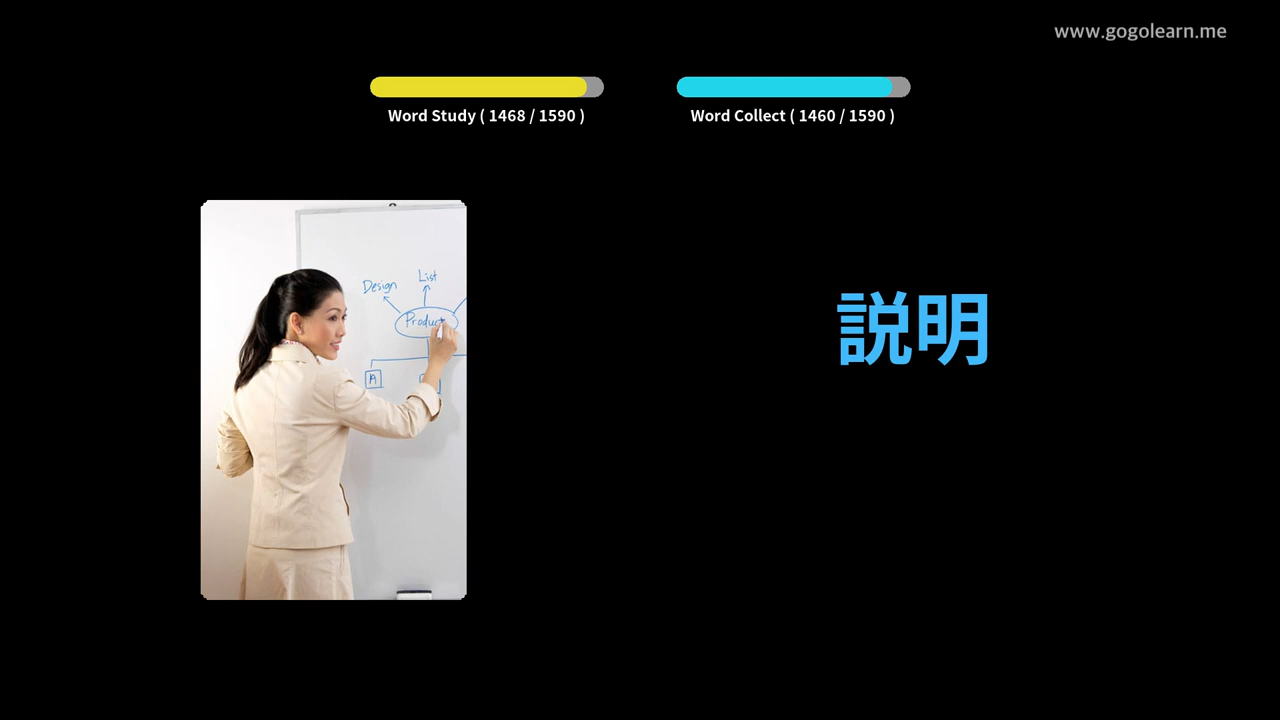 www.gogolearn.me
Word Study ( 1468 / 1590 )
Word Collect ( 1460 / 1590 )
List
Design
Product
A
説明